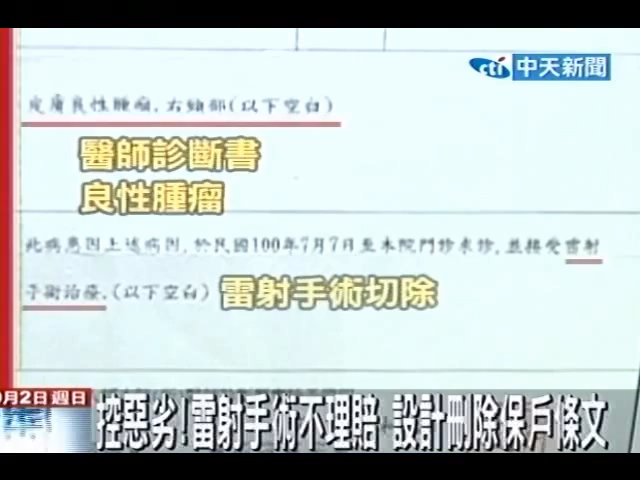 cti 中天新聞
皮膚良性腫瘤,右頰部(以下空白)
醫師診斷書
良性腫瘤
此病患因上述病因,於民國100年7月7日至本院門診求診,並接受雷射
手術治療。(以下空白)
雷射手術切除
月2日週日
控惡劣!雷射手術不理賠 設計刪除保戶條文